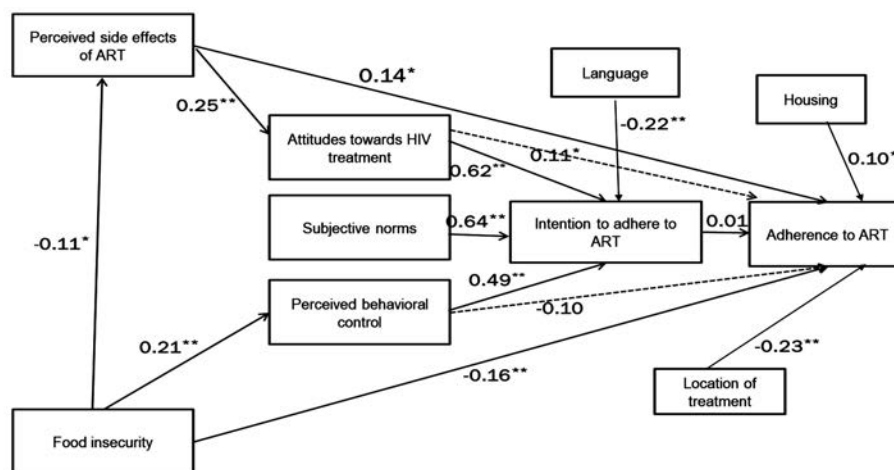 Perceived side effects
of ART
0.14*
Language
Housing
0.25**
-0.22**
Attitudes towards HIV
treatment
0.11*
0.62**
0.10*
Subjective norms
0.64**
Intention to adhere to
ART
0.01
Adherence to ART
-0.11*
0.49**
Perceived behavioral
control
-0.10
0.21**
-0.16**
-0.23**
Location of
treatment
Food insecurity